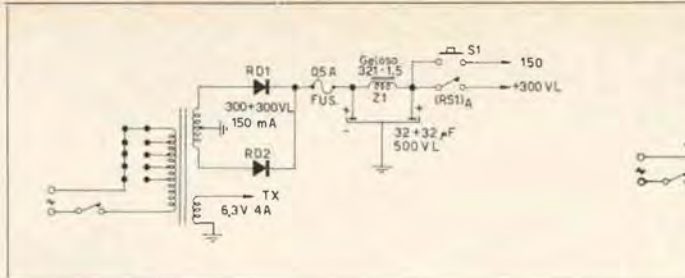 RD1
300+300VL
150 mA
RD2
TX
6,3V 4A
0,5A
FUS.
Geloso
321-1,5
Z1
+
-
+
32+32 µF
500 VL
S1
150
+300 VL
(RS1)A
~
~